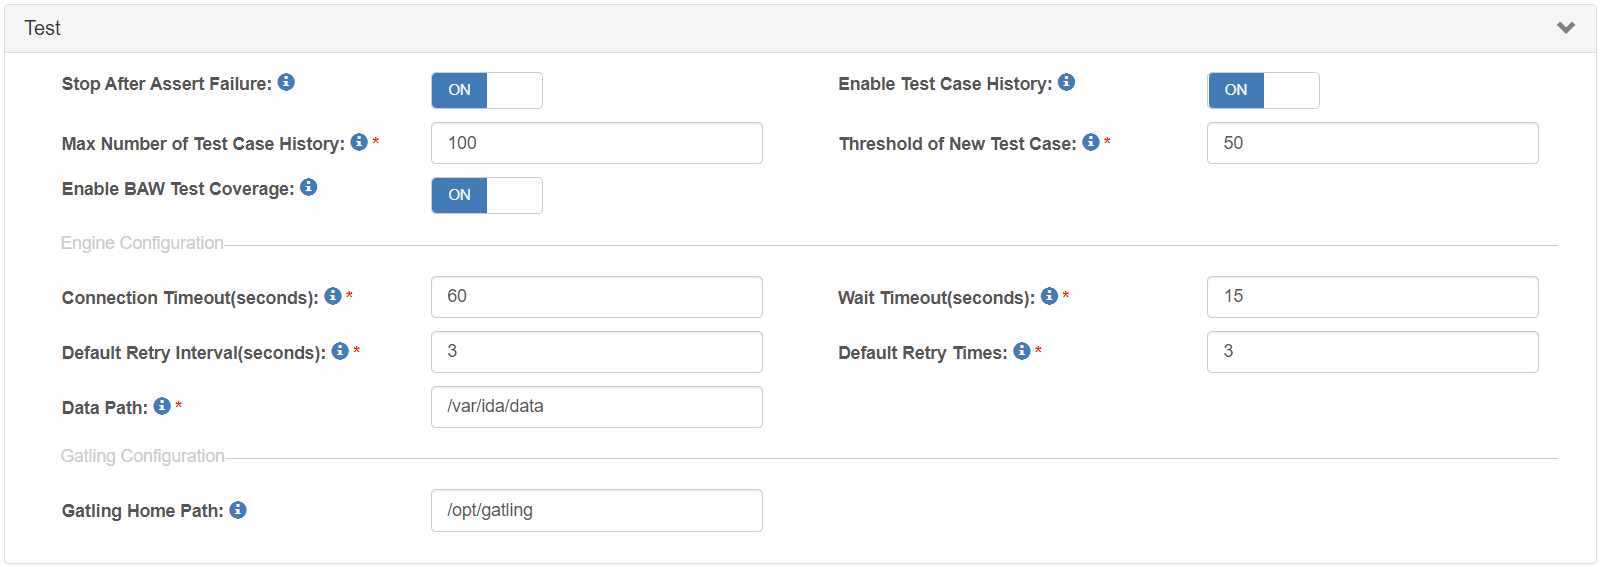 Test
Stop After Assert Failure: ON Enable Test Case History: ON
Max Number of Test Case History: * 100 Threshold of New Test Case: * 50
Enable BAW Test Coverage: ON
Engine Configuration
Connection Timeout(seconds): * 60 Wait Timeout(seconds): * 15
Default Retry Interval(seconds): * 3 Default Retry Times: * 3
Data Path: * /var/ida/data
Gatling Configuration
Gatling Home Path: /opt/gatling